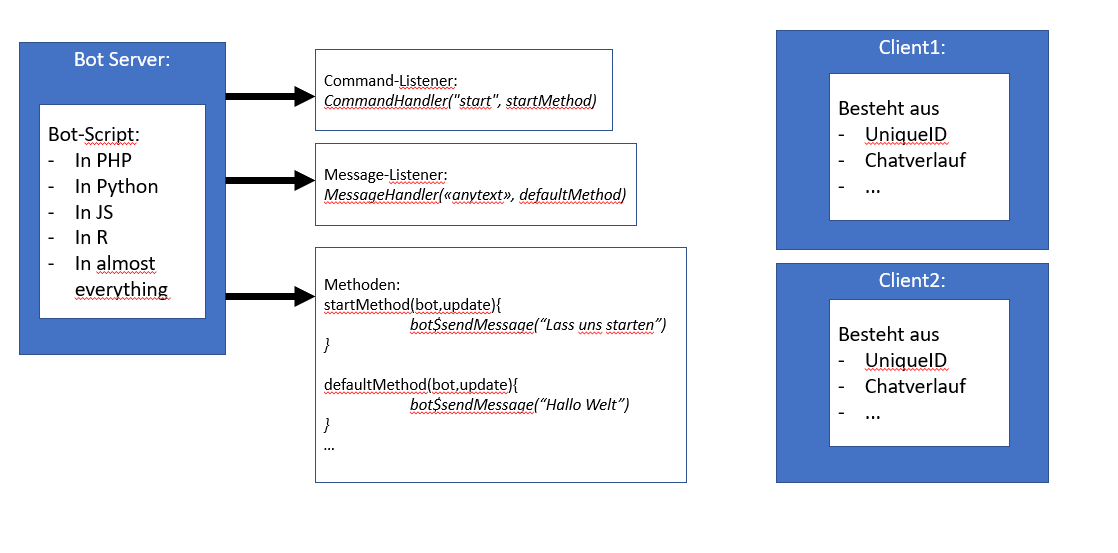 Bot Server:
Bot-Script:
- In PHP
- In Python
- In JS
- In R
- In almost
everything
Command-Listener:
CommandHandler("start", startMethod)
Message-Listener:
MessageHandler(«anytext», defaultMethod)
Methoden:
startMethod(bot,update){
bot$sendMessage(“Lass uns starten”)
}
defaultMethod(bot,update){
bot$sendMessage(“Hallo Welt”)
}
...
Client1:
Besteht aus
- UniqueID
- Chatverlauf
- ...
Client2:
Besteht aus
- UniqueID
- Chatverlauf
- ...